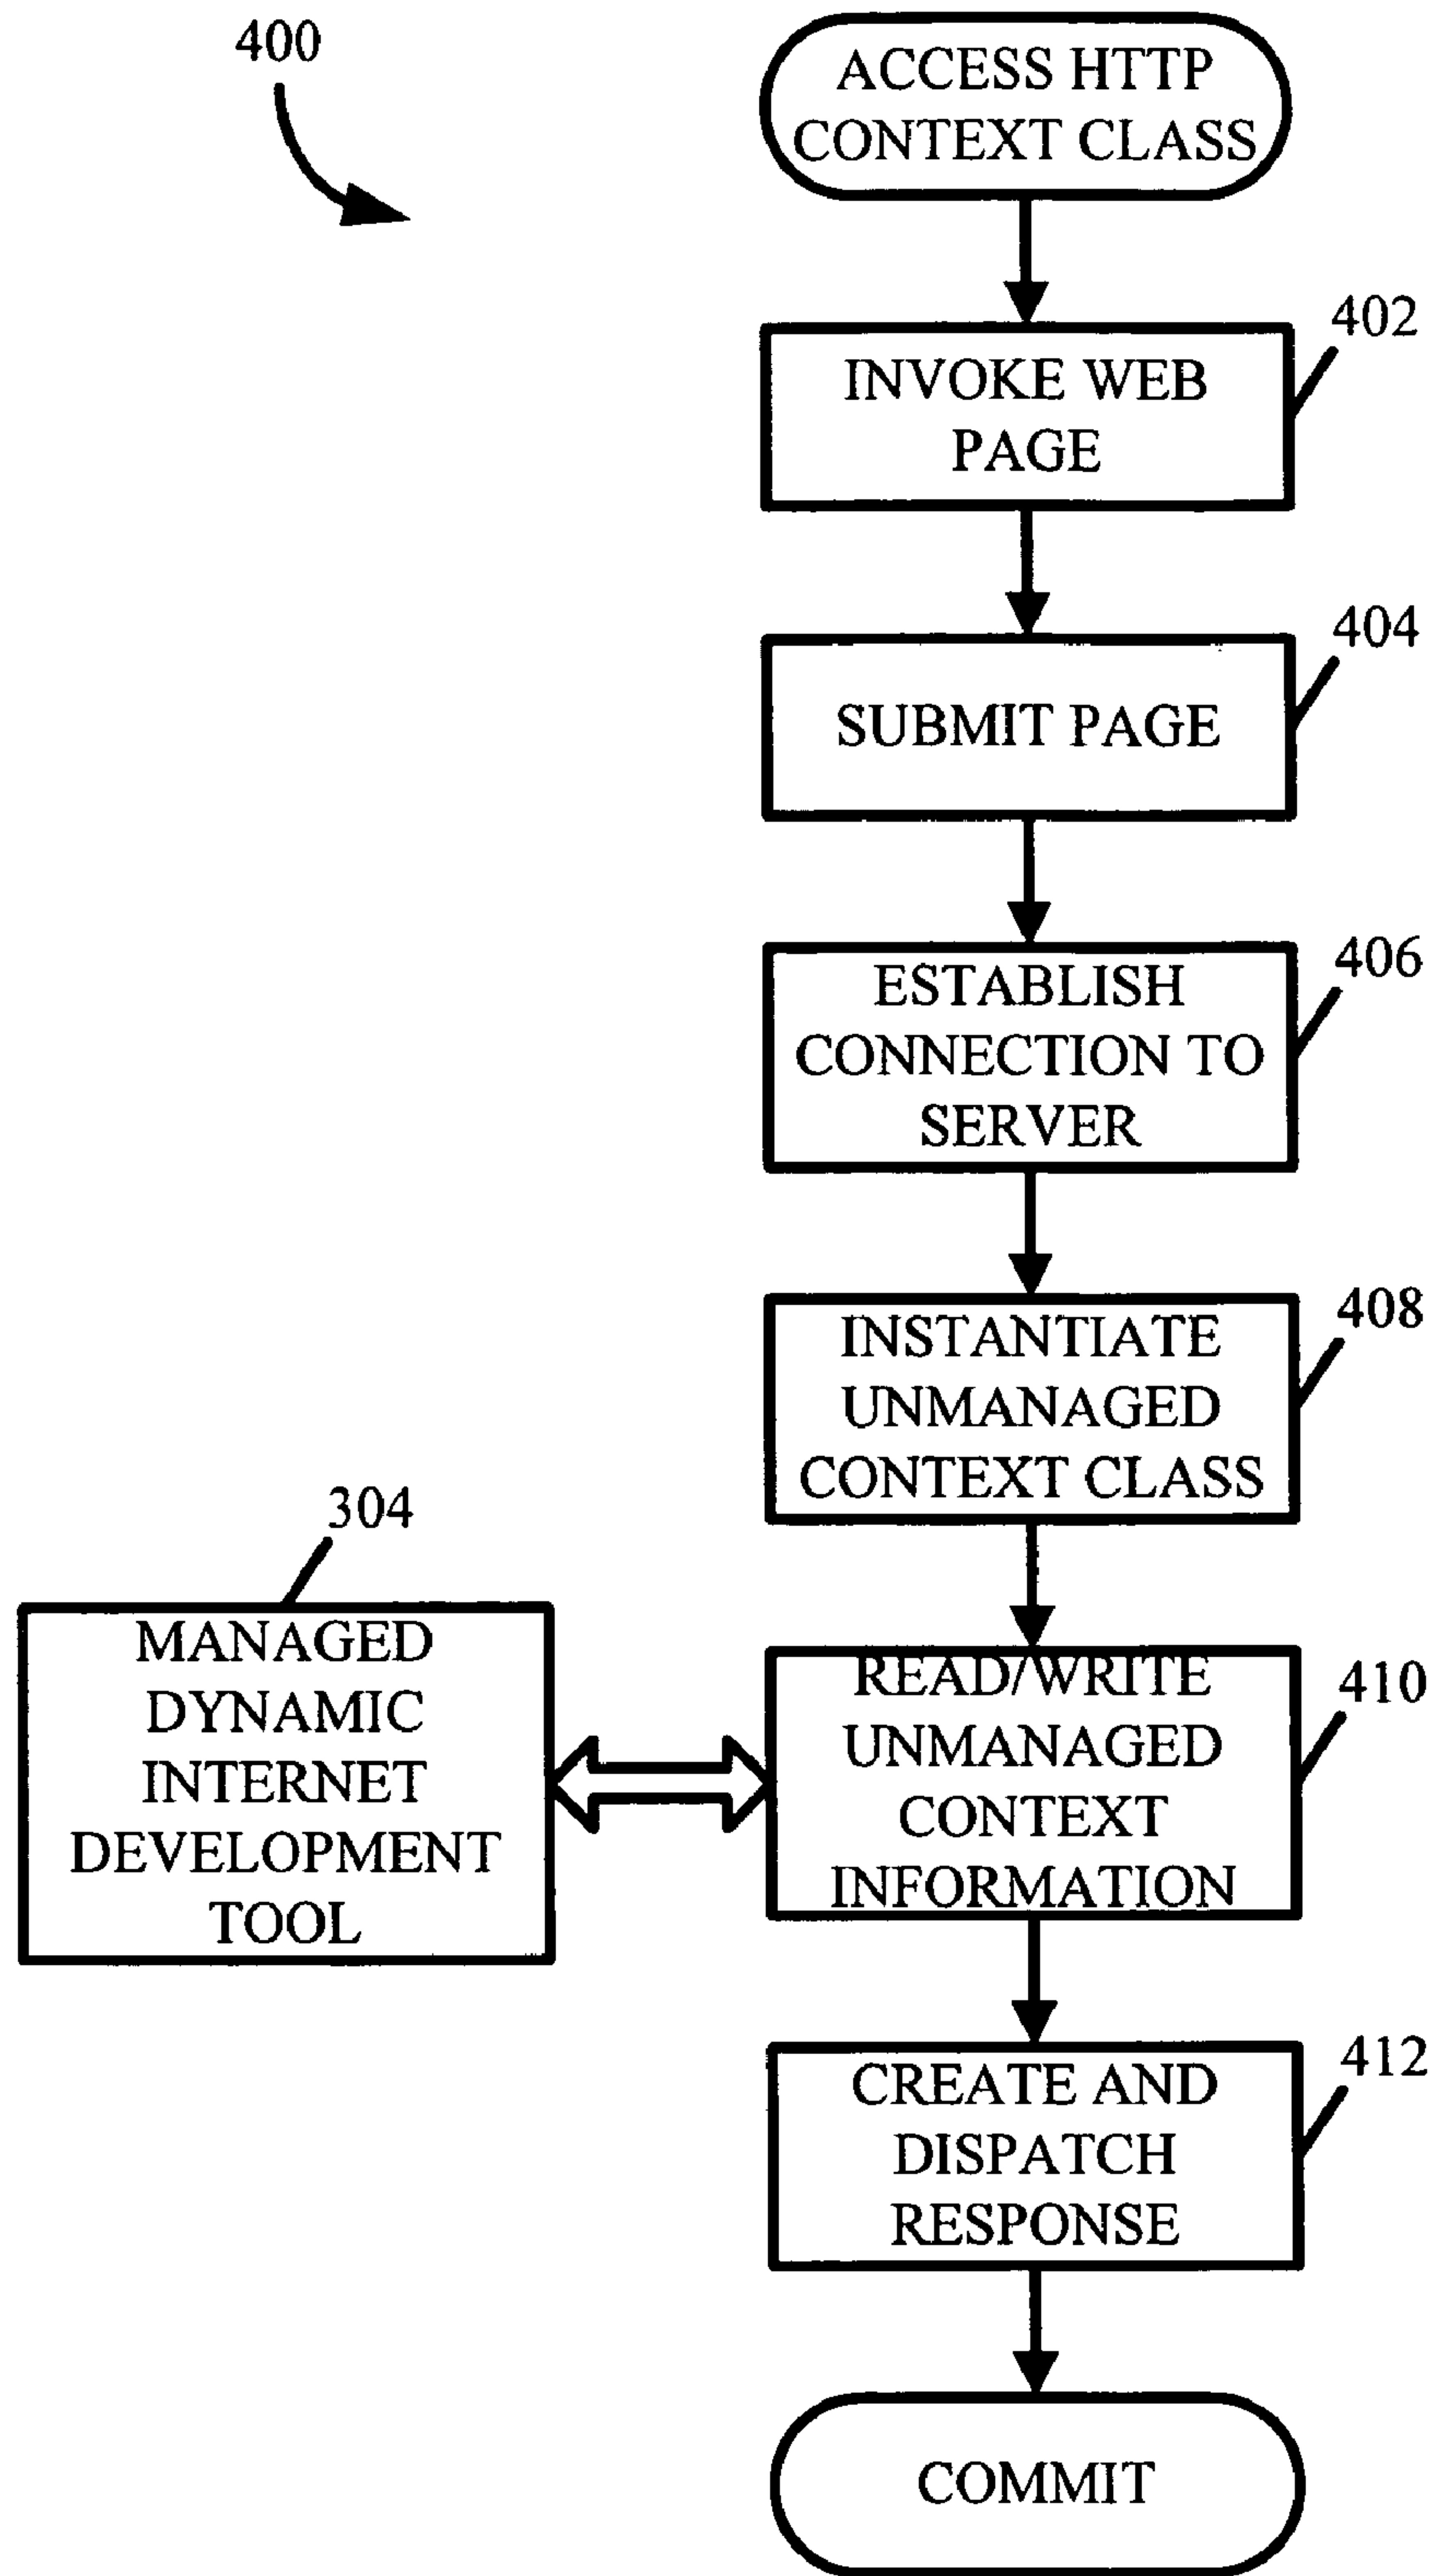 400
ACCESS HTTP
CONTEXT CLASS
402
INVOKE WEB
PAGE
404
SUBMIT PAGE
406
ESTABLISH
CONNECTION TO
SERVER
408
INSTANTIATE
UNMANAGED
CONTEXT CLASS
304
MANAGED
DYNAMIC
INTERNET
DEVELOPMENT
TOOL
410
READ/WRITE
UNMANAGED
CONTEXT
INFORMATION
412
CREATE AND
DISPATCH
RESPONSE
COMMIT